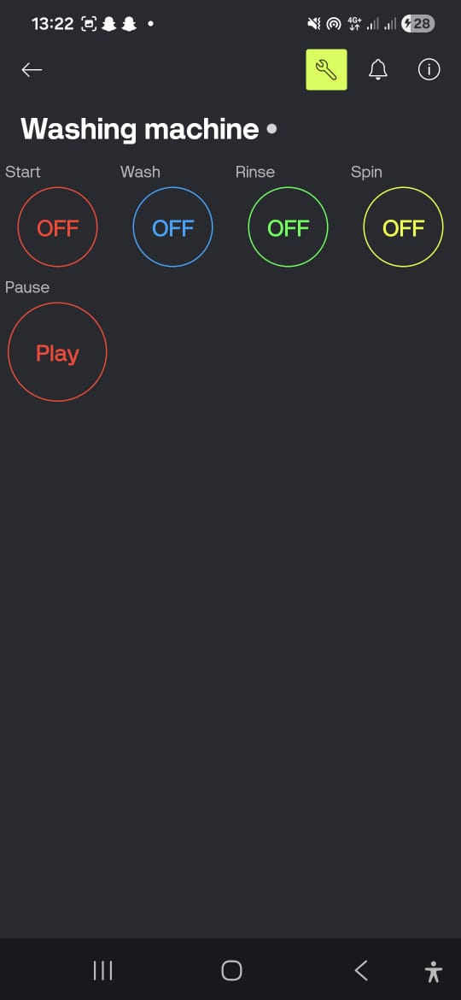 13:22
4G+
28
Washing machine
Start Wash Rinse Spin
OFF OFF OFF OFF
Pause
Play